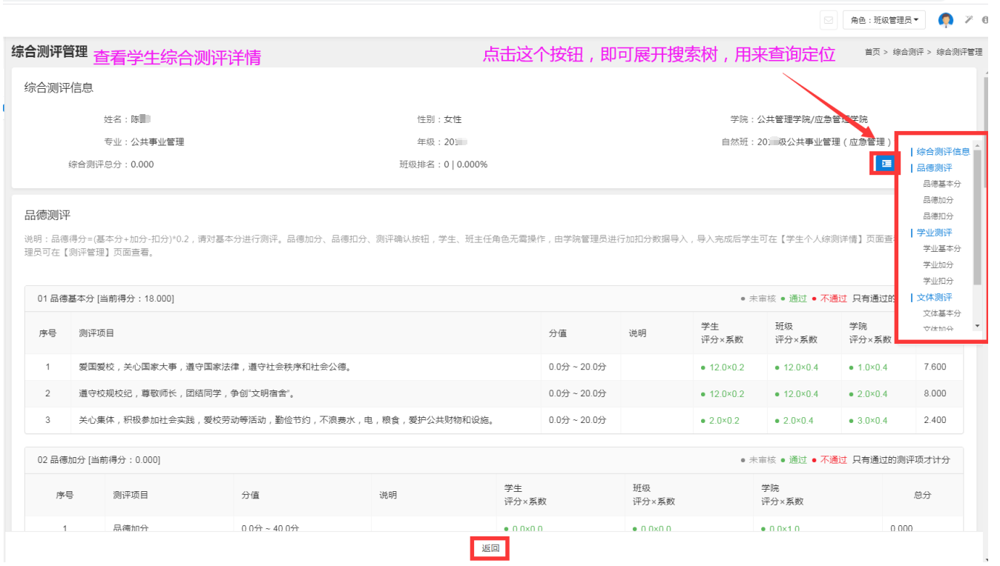 角色：班级管理员
综合测评管理 查看学生综合测评详情 点击这个按钮，即可展开搜索树，用来查询定位 首页 > 综合测评 > 综合测评管理
综合测评信息
姓名：陈 性别：女性 学院：公共管理学院/应急管理学院
专业：公共事业管理 年级：20 自然班：20 级公共事业管理（应急管理）
综合测评总分：0.000 班级排名：0 | 0.000%
综合测评信息
品德测评
品德基本分
品德加分
品德扣分
学业测评
学业基本分
学业加分
学业扣分
文体测评
文体基本分
文体加分
品德测评
说明：品德得分=(基本分+加分-扣分)*0.2，请对基本分进行测评。品德加分、品德扣分、测评确认按钮，学生、班主任角色无需操作，由学院管理员进行加扣分数据导入，导入完成后学生可在【学生个人综测详情】页面查
理员可在【测评管理】页面查看。
01 品德基本分 [当前得分：18.000] 未审核 通过 不通过 只有通过的
序号 测评项目 分值 说明 学生 评分×系数 班级 评分×系数 学院 评分×系数
1 爱国爱校，关心国家大事，遵守国家法律，遵守社会秩序和社会公德。 0.0分 ~ 20.0分 12.0×0.2 12.0×0.4 1.0×0.4 7.600
2 遵守校规校纪，尊敬师长，团结同学，争创"文明宿舍"。 0.0分 ~ 20.0分 12.0×0.2 12.0×0.4 2.0×0.4 8.000
3 关心集体，积极参加社会实践，爱校劳动等活动，勤俭节约，不浪费水，电，粮食，爱护公共财物和设施。 0.0分 ~ 20.0分 2.0×0.2 2.0×0.4 3.0×0.4 2.400
02 品德加分 [当前得分：0.000] 未审核 通过 不通过 只有通过的测评项才计分
序号 测评项目 分值 说明 学生 评分×系数 班级 评分×系数 学院 评分×系数 总分
1 品德加分 0.0分 ~ 40.0分 0.0×0.0 0.0×0.0 0.0×1.0 0.000
返回